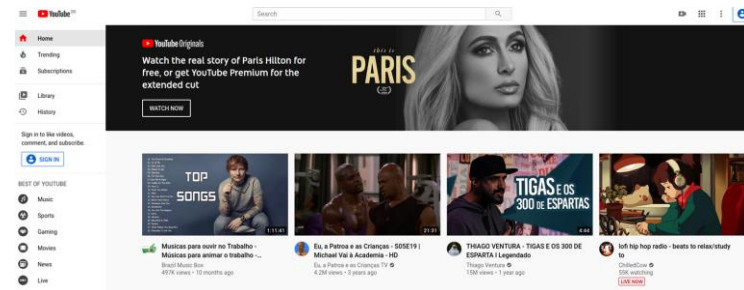 YouTube
Search
Home
Trending
Subscriptions
Library
History
Sign in to like videos,
comment, and subscribe.
SIGN IN
BEST OF YOUTUBE
Music
Sports
Gaming
Movies
News
Live
YouTube Originals
Watch the real story of Paris Hilton for
free, or get YouTube Premium for the
extended cut
WATCH NOW
this is
PARIS
TOP
SONGS
1:11:41
Musicas para ouvir no Trabalho -
Músicas para animar o trabalho -...
Brazil Music Box
497K views • 10 months ago
21:31
Eu, a Patroa e as Crianças - S05E19 |
Michael Vai à Academia - HD
Eu, a Patroa e as Crianças TV
4.2M views • 3 years ago
TIGAS E OS
300 DE ESPARTAS
4:44
THIAGO VENTURA - TIGAS E OS 300 DE
ESPARTA I Legendado
Thiago Ventura
15M views • 1 year ago
lofi hip hop radio - beats to relax/study
to
ChilledCow
55K watching
LIVE NOW